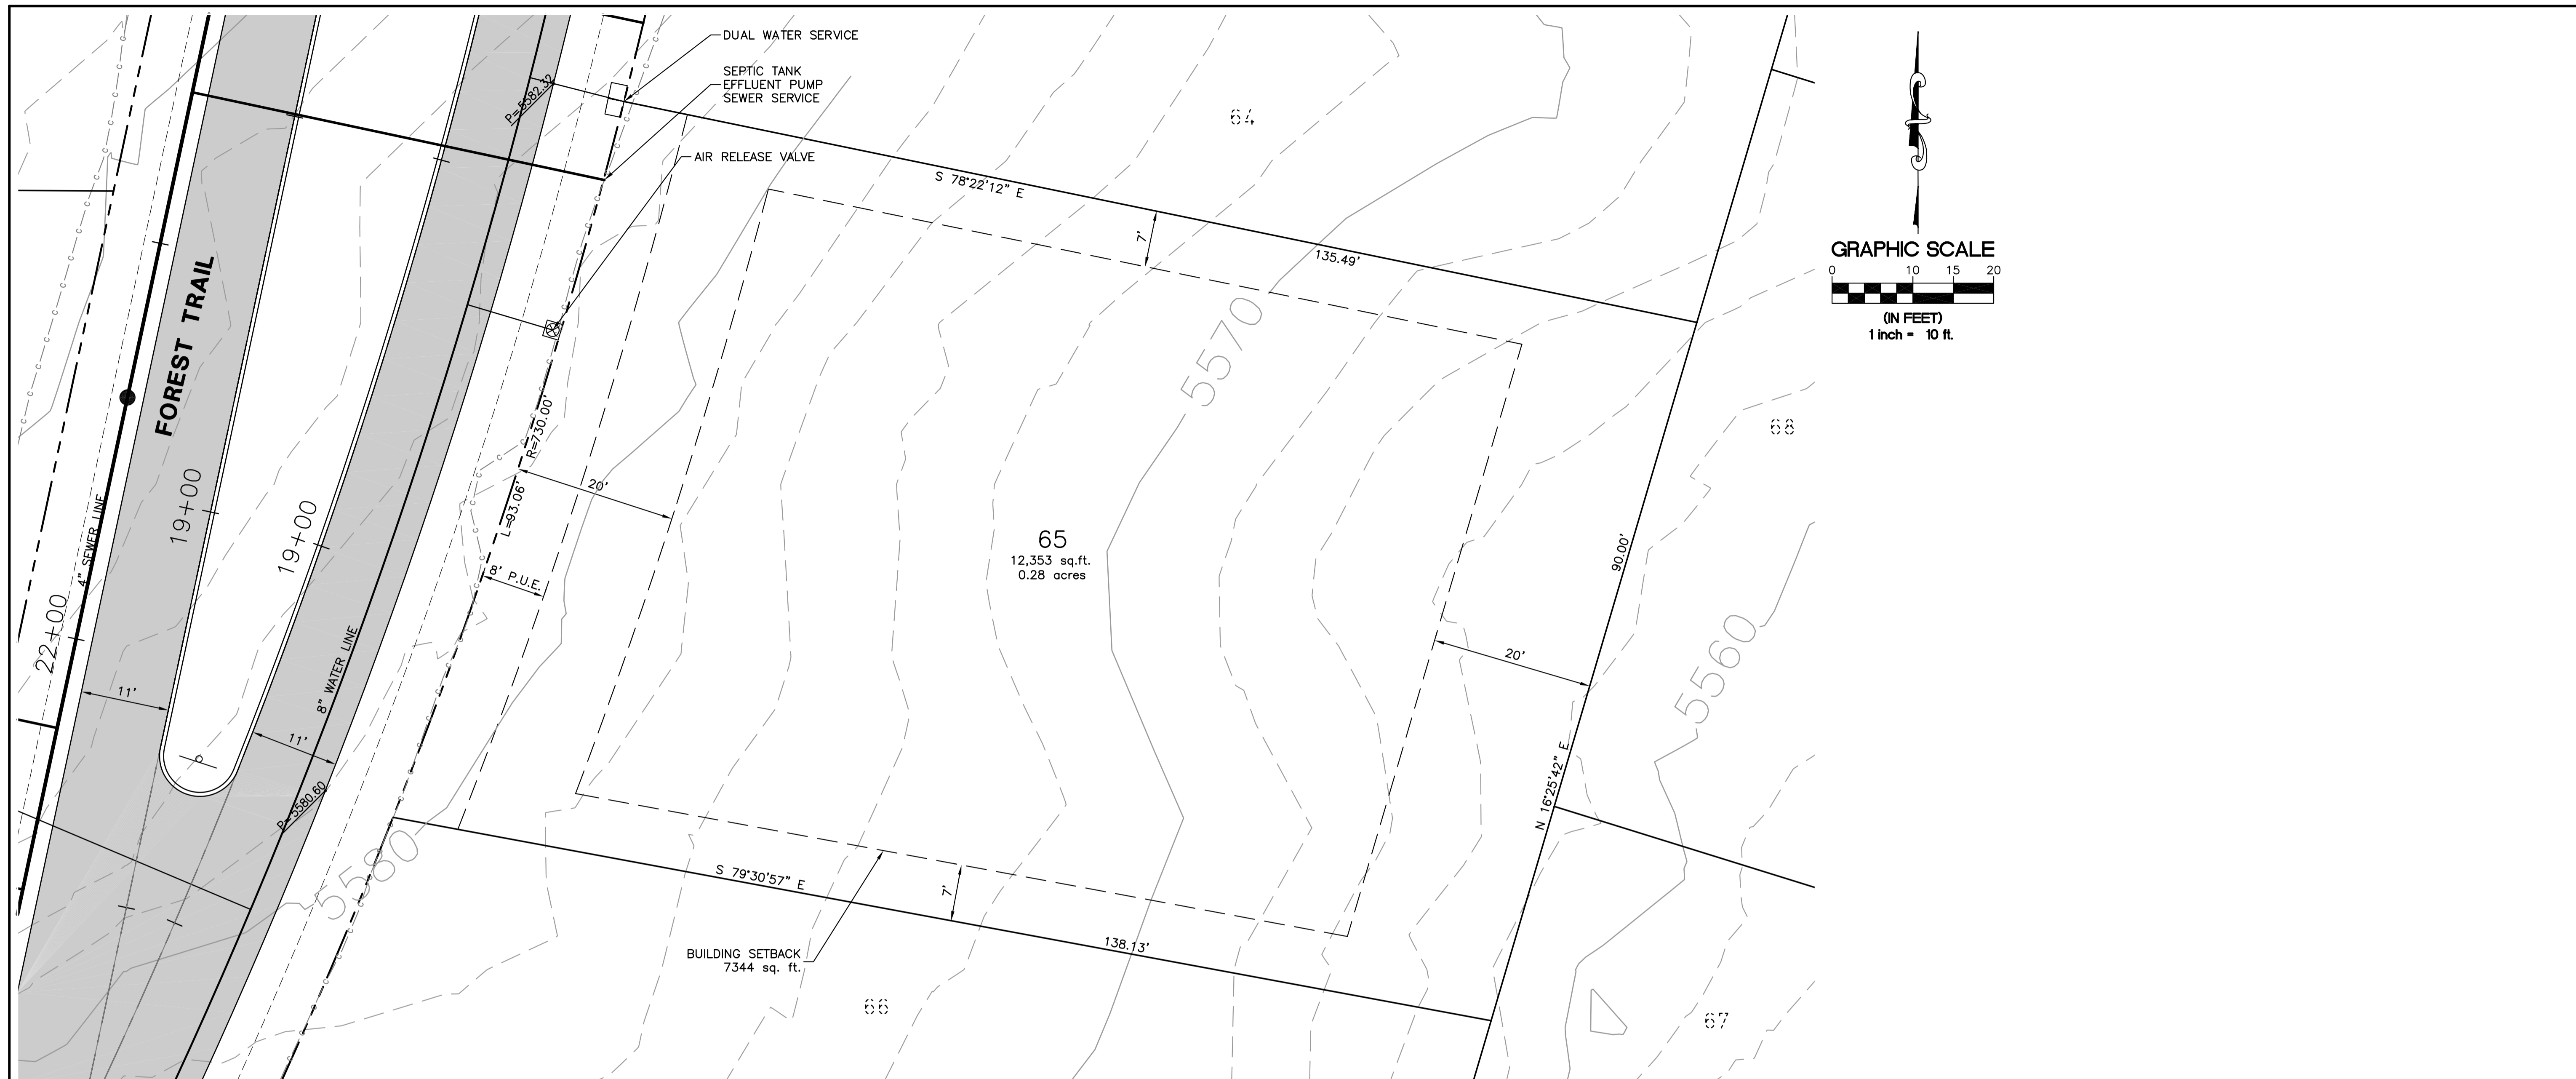 DUAL WATER SERVICE
SEPTIC TANK
EFFLUENT PUMP
SEWER SERVICE
P=5582.32
AIR RELEASE VALVE
64
S 78°22'12" E
7'
135.49'
GRAPHIC SCALE
0 10 15 20
(IN FEET)
1 inch = 10 ft.
FOREST TRAIL
5570
R=730.00'
L=93.06'
20'
68
19+00
19+00
4" SEWER LINE
22+00
8' P.U.E.
65
12,353 sq.ft.
0.28 acres
90.00'
8" WATER LINE
11'
11'
20'
5560
P=5580.60
5580
N 16°25'42" E
S 79°30'57" E
7'
138.13'
BUILDING SETBACK
7344 sq. ft.
66
67